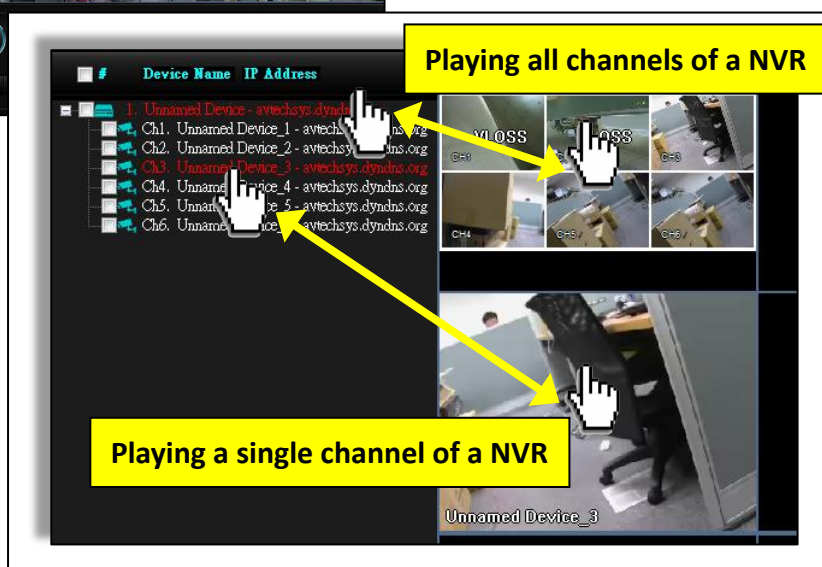 Playing all channels of a NVR
# Device Name IP Address
1. Unnamed Device - avtechsys.dyndns
Ch1. Unnamed Device_1 - avtechsys.dyndns.org
Ch2. Unnamed Device_2 - avtechsys.dyndns.org
Ch3. Unnamed Device_3 - avtechsys.dyndns.org
Ch4. Unnamed Device_4 - avtechsys.dyndns.org
Ch5. Unnamed Device_5 - avtechsys.dyndns.org
Ch6. Unnamed Device - avtechsys.dyndns.org
VLOSS
CH1
CH3
CH4
CH5
CH6
Playing a single channel of a NVR
Unnamed Device_3